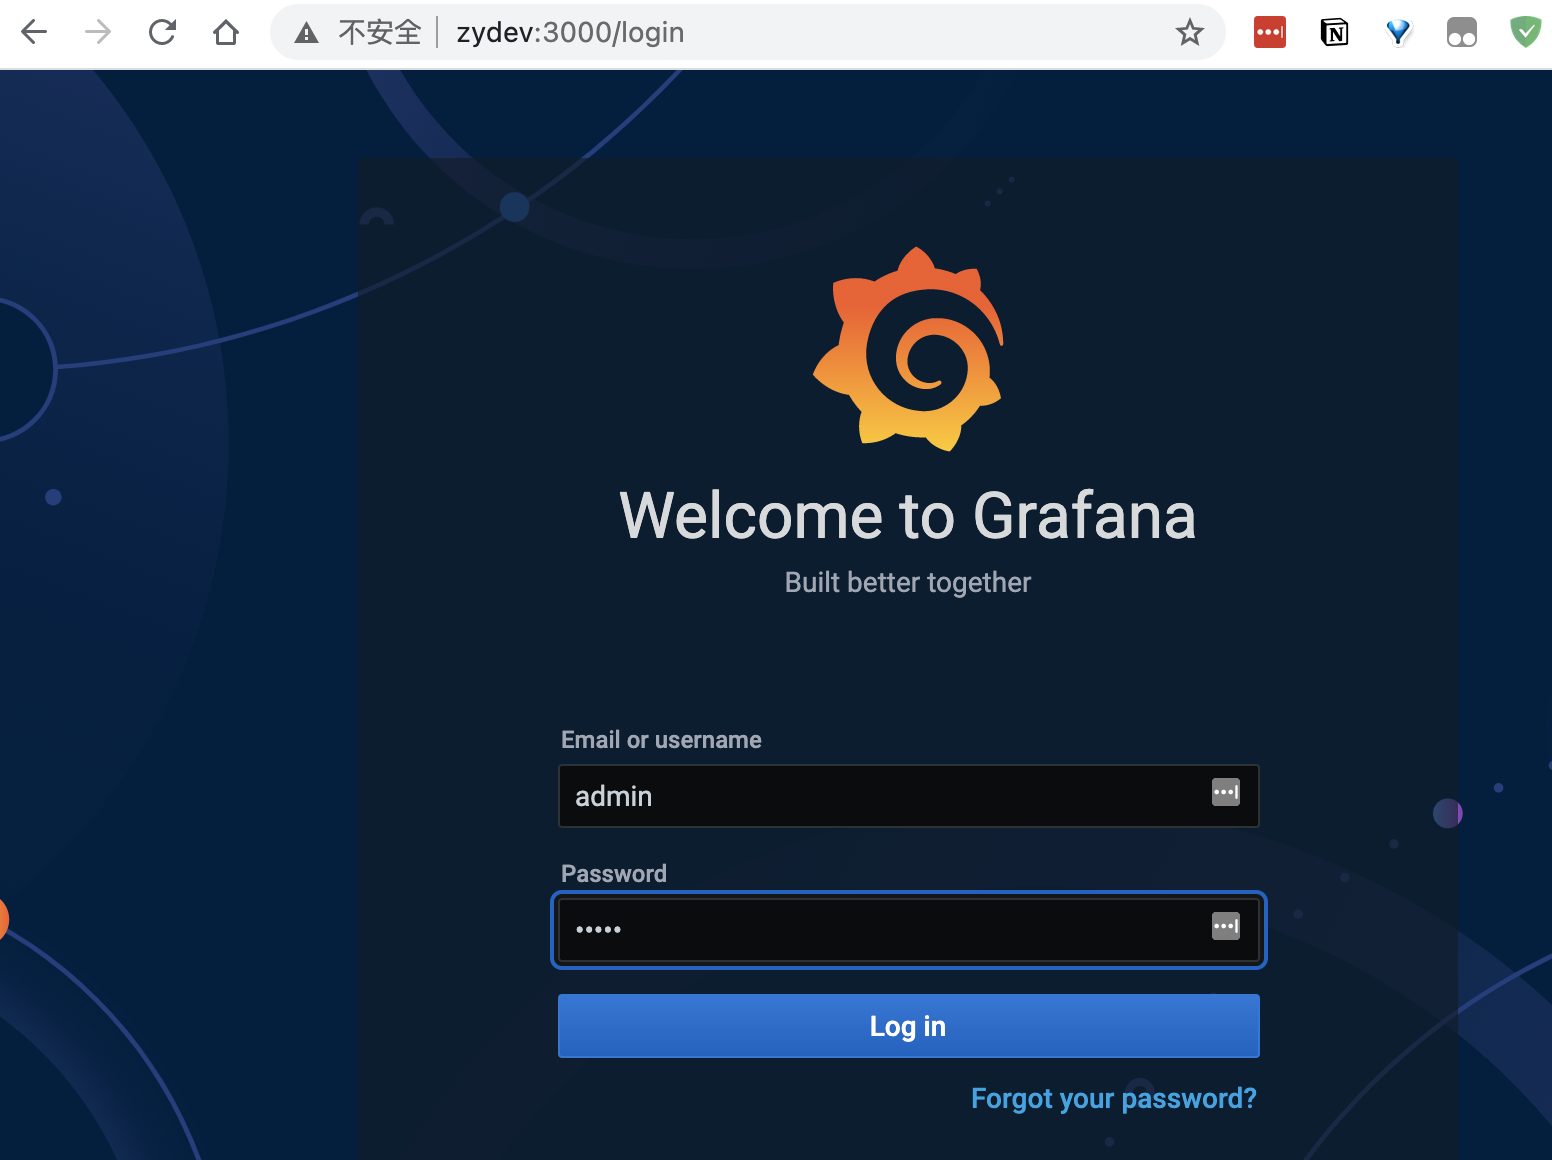 不安全 zydev:3000/login
Welcome to Grafana
Built better together
Email or username
admin
Password
•••••
Log in
Forgot your password?